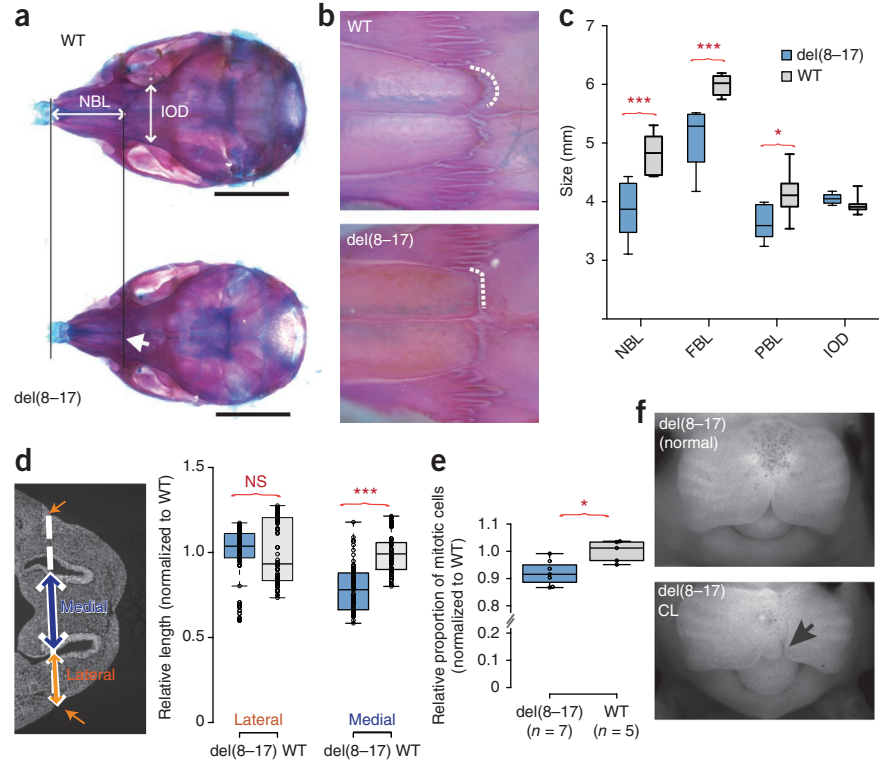 a
WT
NBL
IOD
del(8–17)
b
WT
del(8–17)
c
Size (mm)
7
6
5
4
3
del(8–17)
WT
***
***
*
NBL
FBL
PBL
IOD
d
Medial
Lateral
Relative length (normalized to WT)
1.5
1.0
0.5
0
NS
***
Lateral
Medial
del(8–17) WT
del(8–17) WT
e
Relative proportion of mitotic cells
(normalized to WT)
1.1
1.0
0.9
0.8
0.2
0.1
0
*
del(8–17)
(n = 7)
WT
(n = 5)
f
del(8–17)
(normal)
del(8–17)
CL